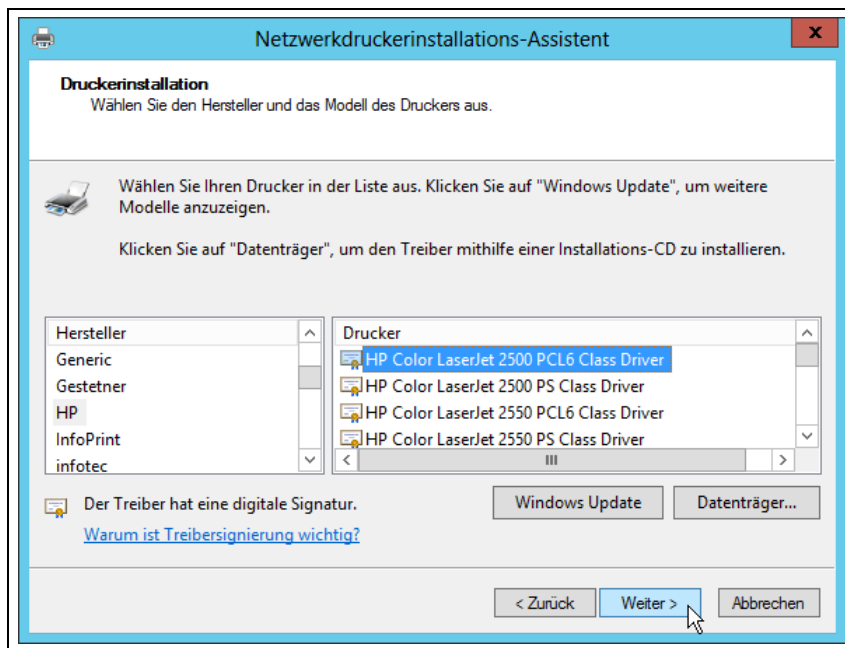 Netzwerkdruckerinstallations-Assistent
x
Druckerinstallation
Wählen Sie den Hersteller und das Modell des Druckers aus.
Wählen Sie Ihren Drucker in der Liste aus. Klicken Sie auf "Windows Update", um weitere
Modelle anzuzeigen.
Klicken Sie auf "Datenträger", um den Treiber mithilfe einer Installations-CD zu installieren.
Hersteller
Generic
Gestetner
HP
InfoPrint
infotec
Drucker
HP Color LaserJet 2500 PCL6 Class Driver
HP Color LaserJet 2500 PS Class Driver
HP Color LaserJet 2550 PCL6 Class Driver
HP Color LaserJet 2550 PS Class Driver
Der Treiber hat eine digitale Signatur.
Warum ist Treibersignierung wichtig?
Windows Update
Datenträger...
< Zurück
Weiter >
Abbrechen